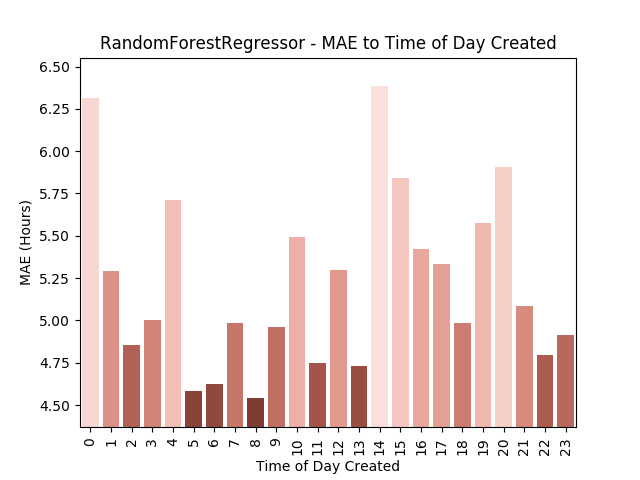 RandomForestRegressor - MAE to Time of Day Created
MAE (Hours)
6.50
6.25
6.00
5.75
5.50
5.25
5.00
4.75
4.50
0 1 2 3 4 5 6 7 8 9 10 11 12 13 14 15 16 17 18 19 20 21 22 23
Time of Day Created